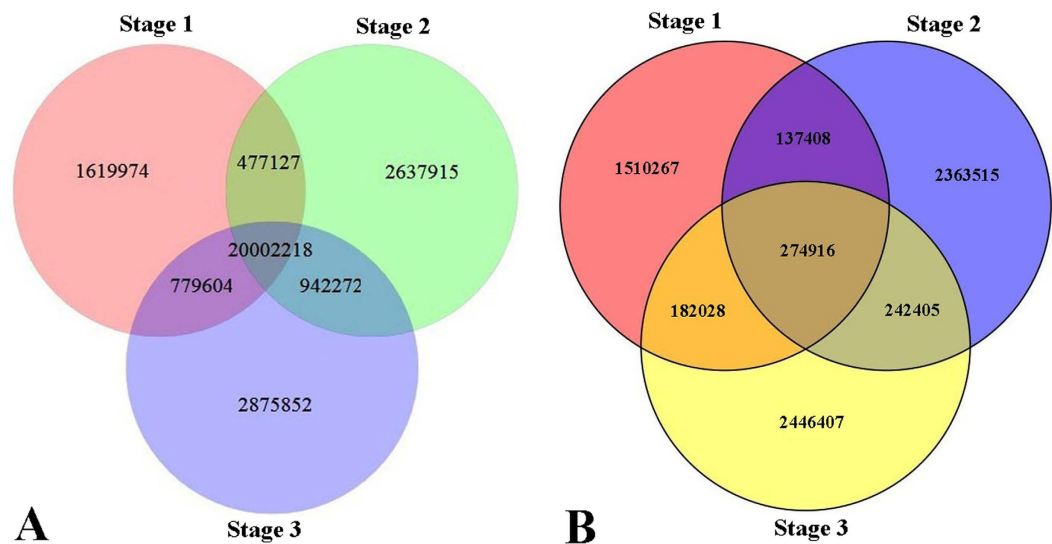 Stage 1
Stage 2
1619974
477127
2637915
20002218
779604
942272
2875852
A
Stage 3
Stage 1
Stage 2
137408
1510267
2363515
274916
182028
242405
2446407
B
Stage 3